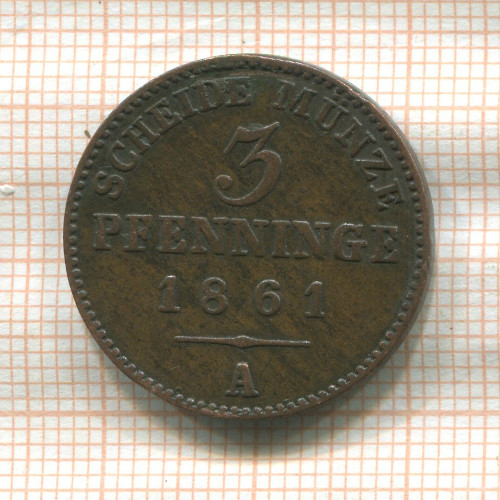 SCHEIDE MÜNZE
3
PFENNINGE
1861
A